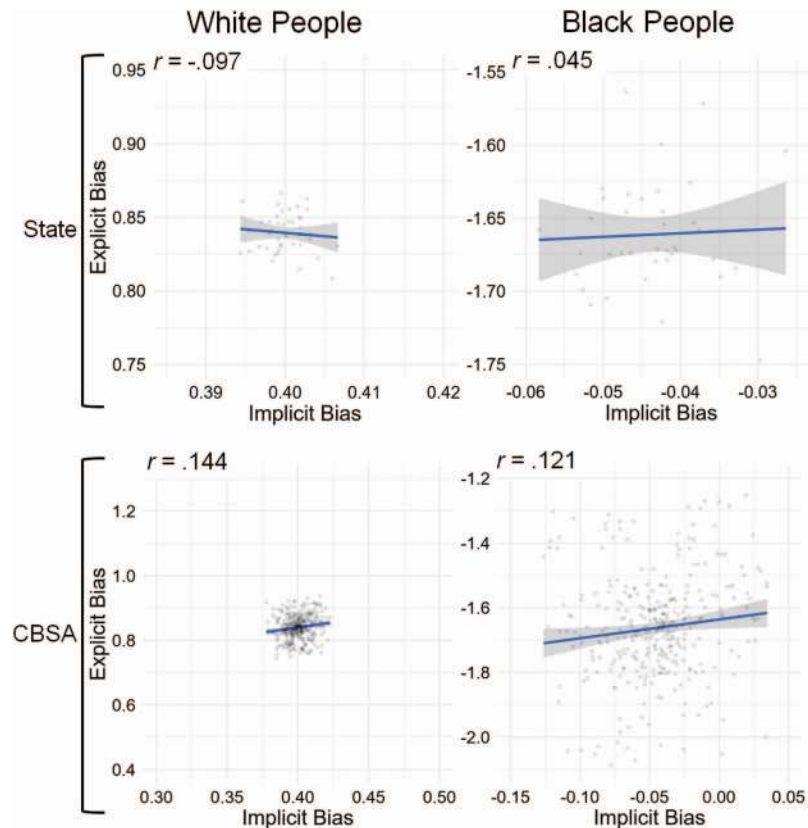 White People
Black People
r = -.097
r = .045
State
Explicit Bias
0.95
0.90
0.85
0.80
0.75
-1.55
-1.60
-1.65
-1.70
-1.75
0.39
0.40
0.41
0.42
-0.06
-0.05
-0.04
-0.03
Implicit Bias
Implicit Bias
r = .144
r = .121
CBSA
Explicit Bias
1.2
1.0
0.8
0.6
0.4
-1.2
-1.4
-1.6
-1.8
-2.0
0.30
0.35
0.40
0.45
0.50
-0.15
-0.10
-0.05
0.00
0.05
Implicit Bias
Implicit Bias